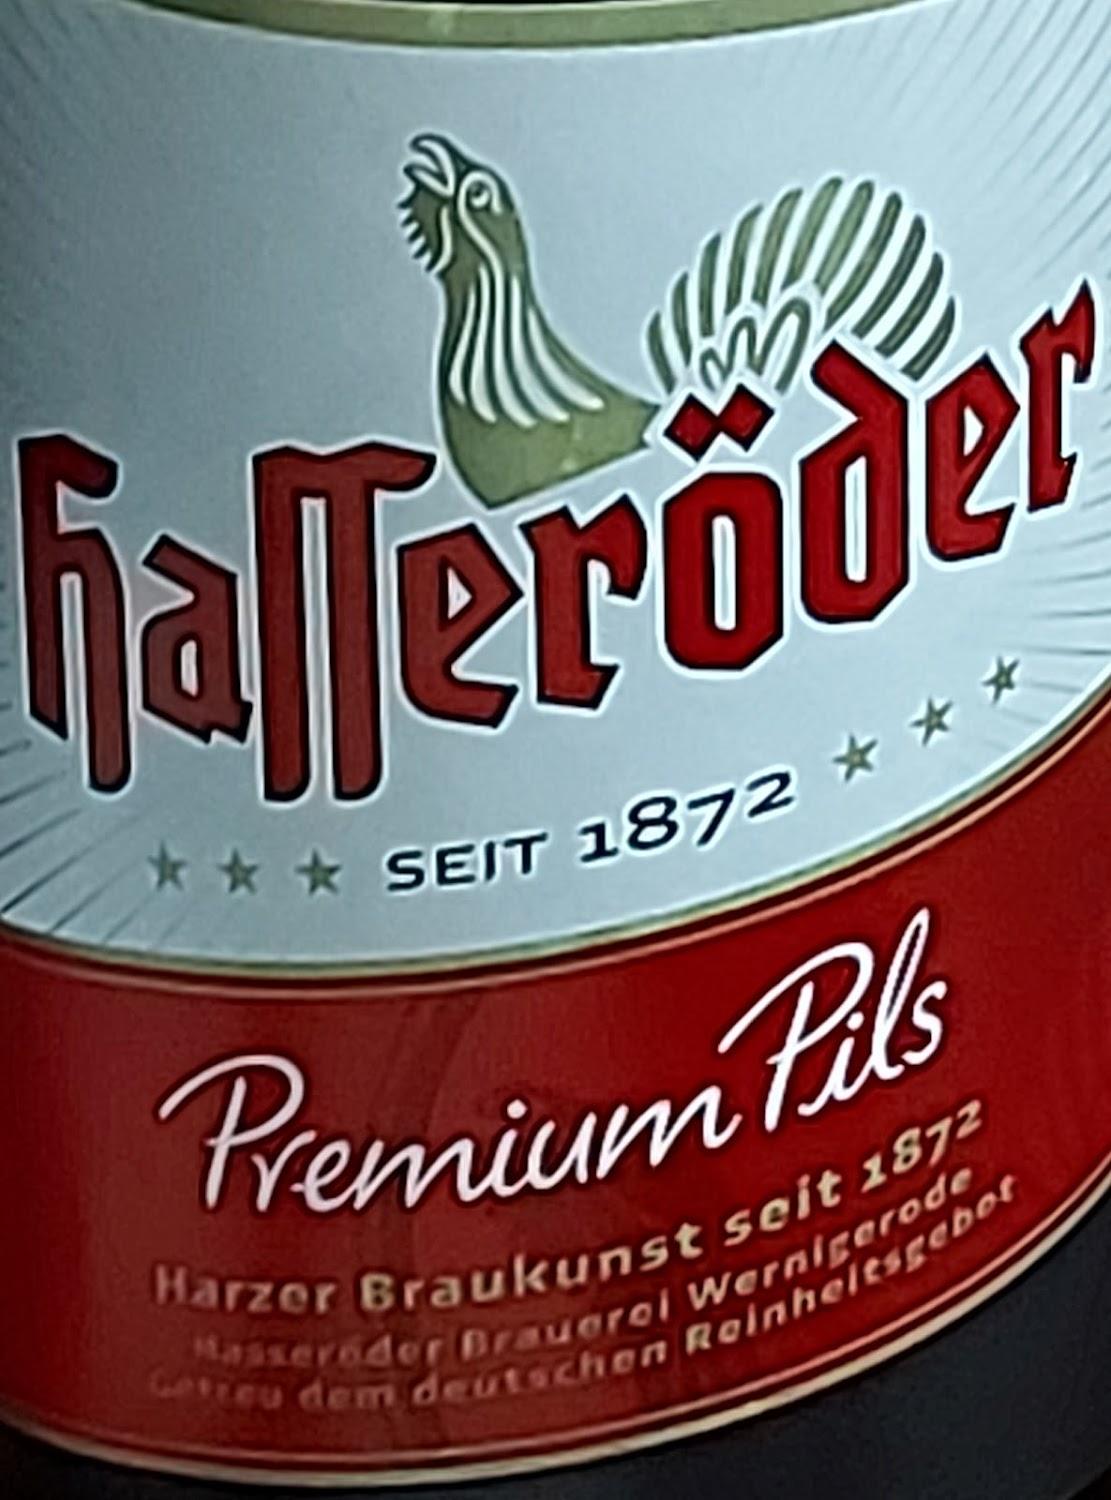 Hasseröder
SEIT 1872
Premium Pils
Harzer Braukunst seit 1872
Hasseröder Brauerei Wernigerode
Getreu dem deutschen Reinheitsgebot